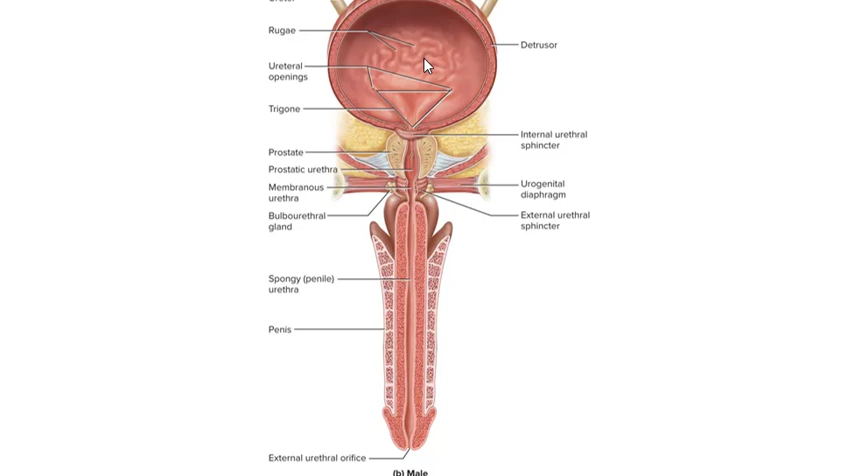 Ureter
Rugae
Detrusor
Ureteral
openings
Trigone
Internal urethral
sphincter
Prostate
Prostatic urethra
Membranous
urethra
Urogenital
diaphragm
Bulbourethral
gland
External urethral
sphincter
Spongy (penile)
urethra
Penis
External urethral orifice
(b) Male